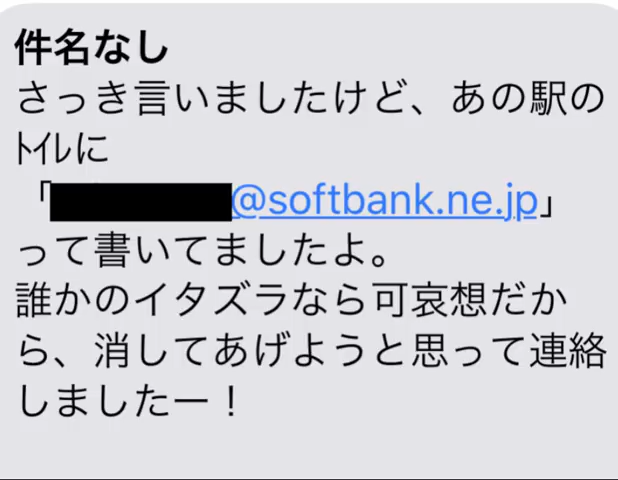 件名なし
さっき言いましたけど、あの駅の
ﾄｲﾚに
「@softbank.ne.jp」
って書いてましたよ。
誰かのイタズラなら可哀想だか
ら、消してあげようと思って連絡
しましたー！